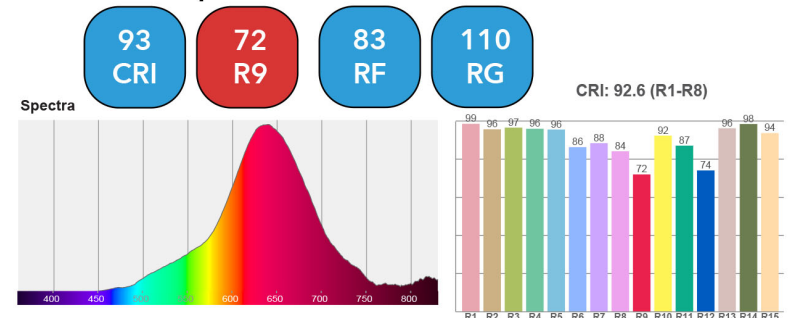 93
CRI
72
R9
83
RF
110
RG
CRI: 92.6 (R1-R8)
Spectra
99 96 97 96 96 86 88 84 72 92 87 74 96 98 94
400 450 500 550 600 650 700 750 800
R1 R2 R3 R4 R5 R6 R7 R8 R9 R10 R11 R12 R13 R14 R15